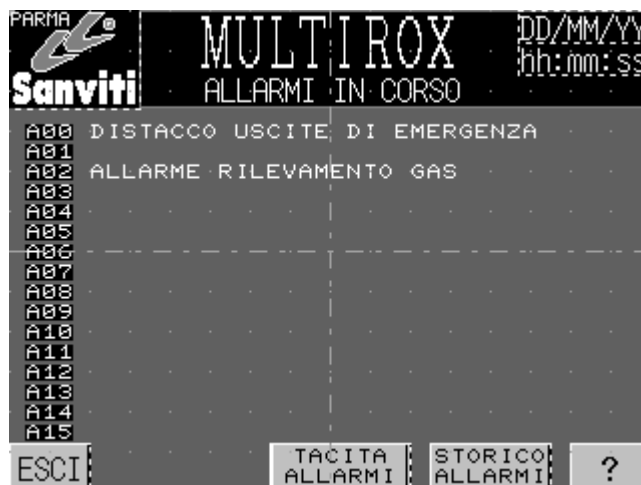 PARMA
Sanviti
MULTIROX
ALLARMI IN CORSO
DD/MM/YY
hh:mm:ss
A00 DISTACCO USCITE DI EMERGENZA
A01
A02 ALLARME RILEVAMENTO GAS
A03
A04
A05
A06
A07
A08
A09
A10
A11
A12
A13
A14
A15
ESCI
TACITA
ALLARMI
STORICO
ALLARMI
?